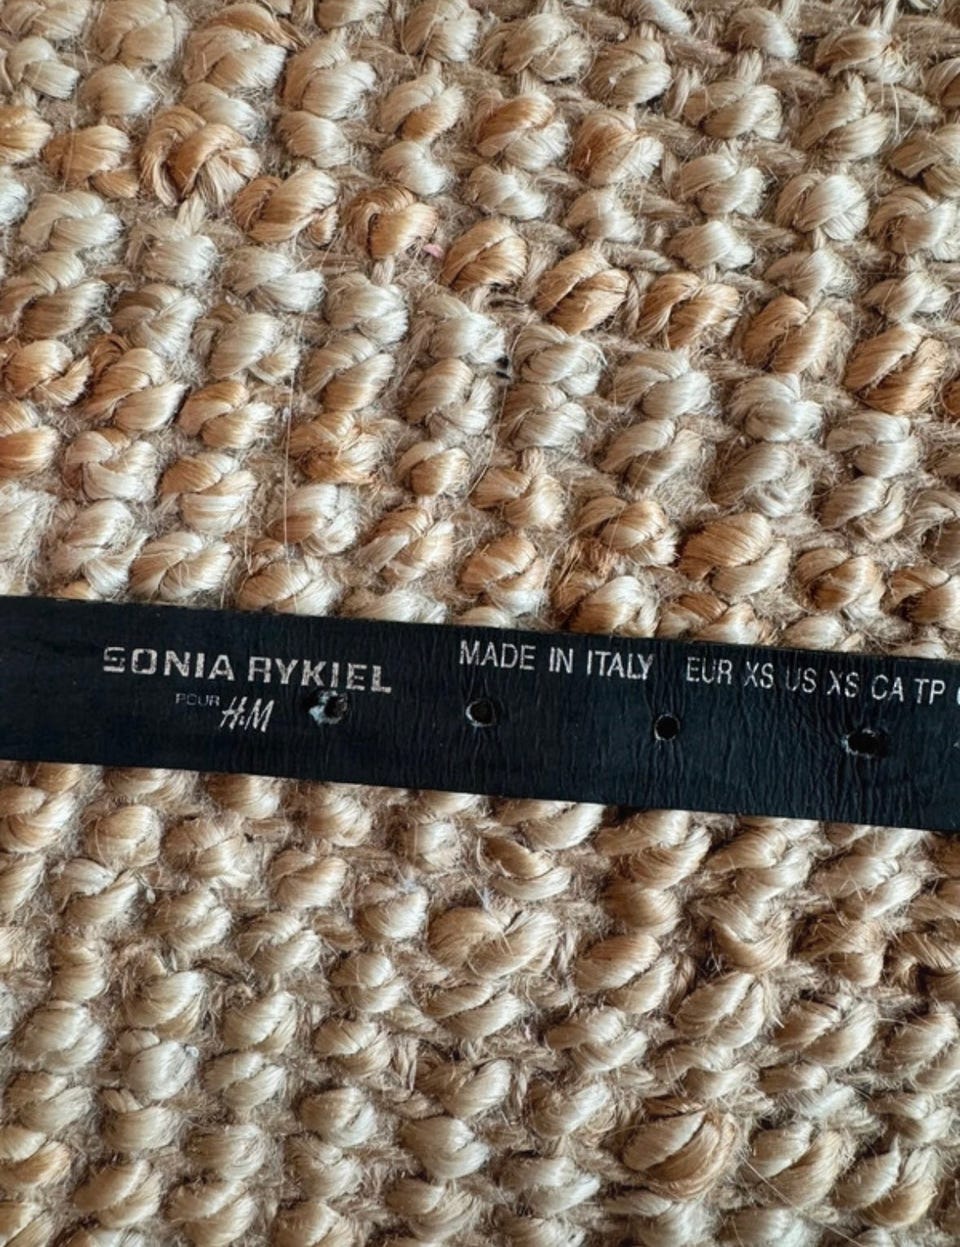 SONIA RYKIEL
POUR H&M
MADE IN ITALY EUR XS US XS CA TP